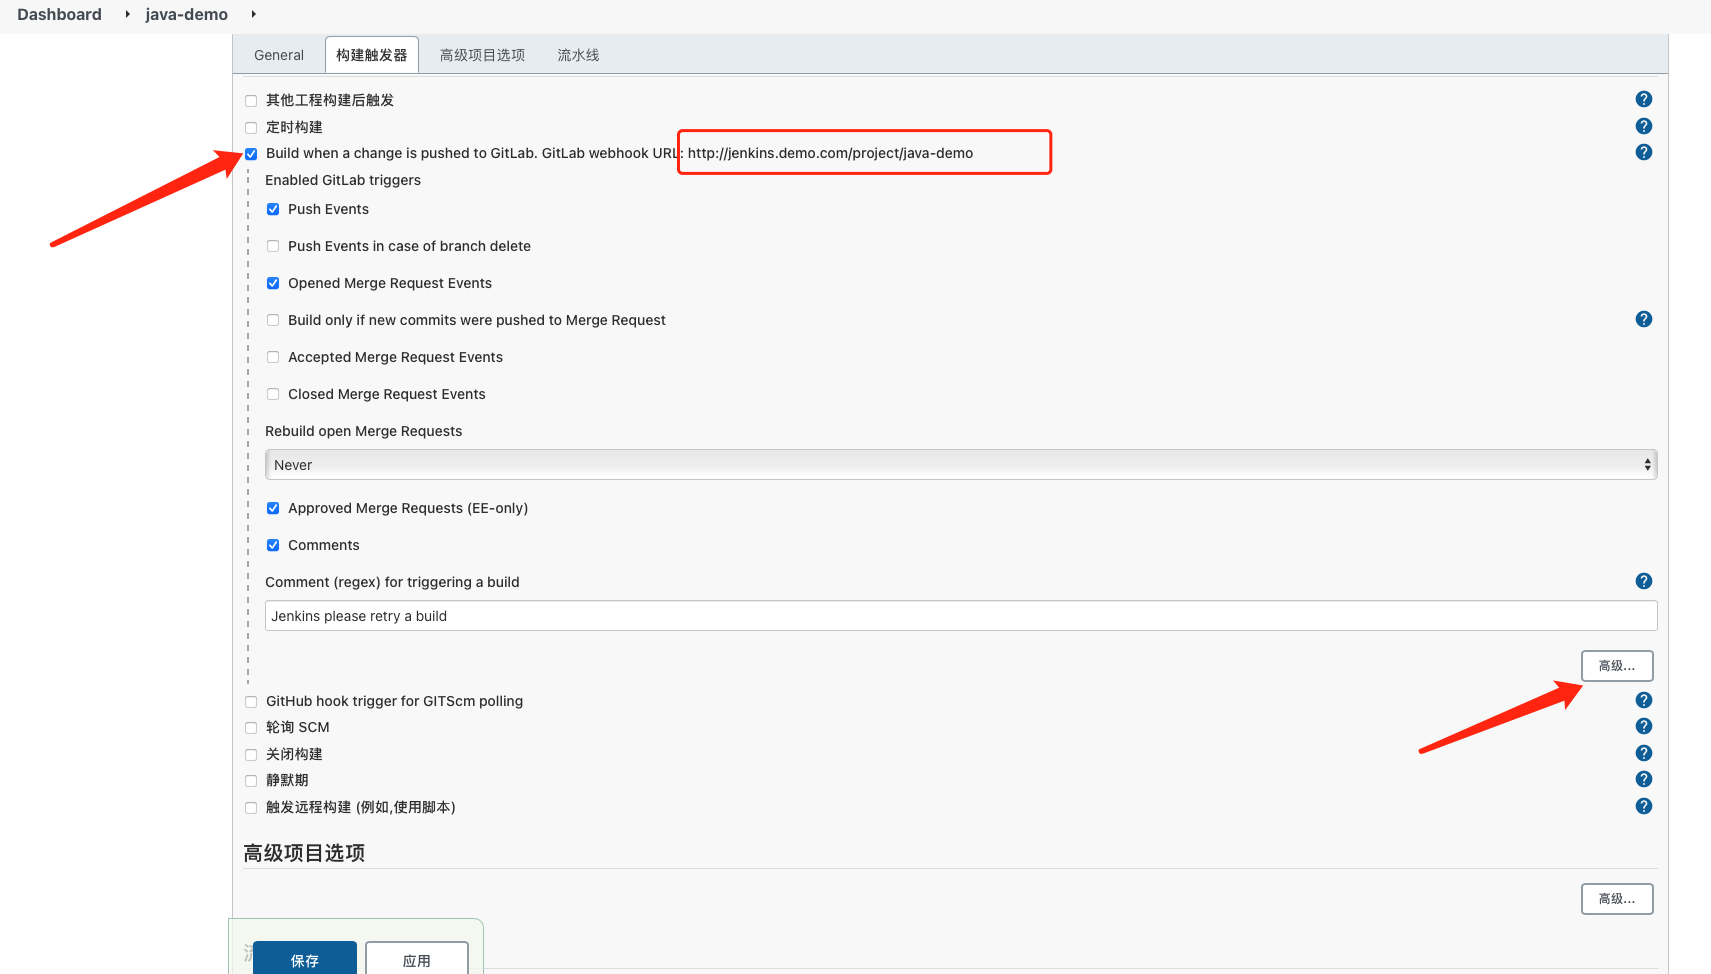 Dashboard java-demo
General 构建触发器 高级项目选项 流水线
其他工程构建后触发
定时构建
Build when a change is pushed to GitLab. GitLab webhook URL: http://jenkins.demo.com/project/java-demo
Enabled GitLab triggers
Push Events
Push Events in case of branch delete
Opened Merge Request Events
Build only if new commits were pushed to Merge Request
Accepted Merge Request Events
Closed Merge Request Events
Rebuild open Merge Requests
Never
Approved Merge Requests (EE-only)
Comments
Comment (regex) for triggering a build
Jenkins please retry a build
高级...
GitHub hook trigger for GITScm polling
轮询 SCM
关闭构建
静默期
触发远程构建 (例如,使用脚本)
高级项目选项
高级...
保存 应用